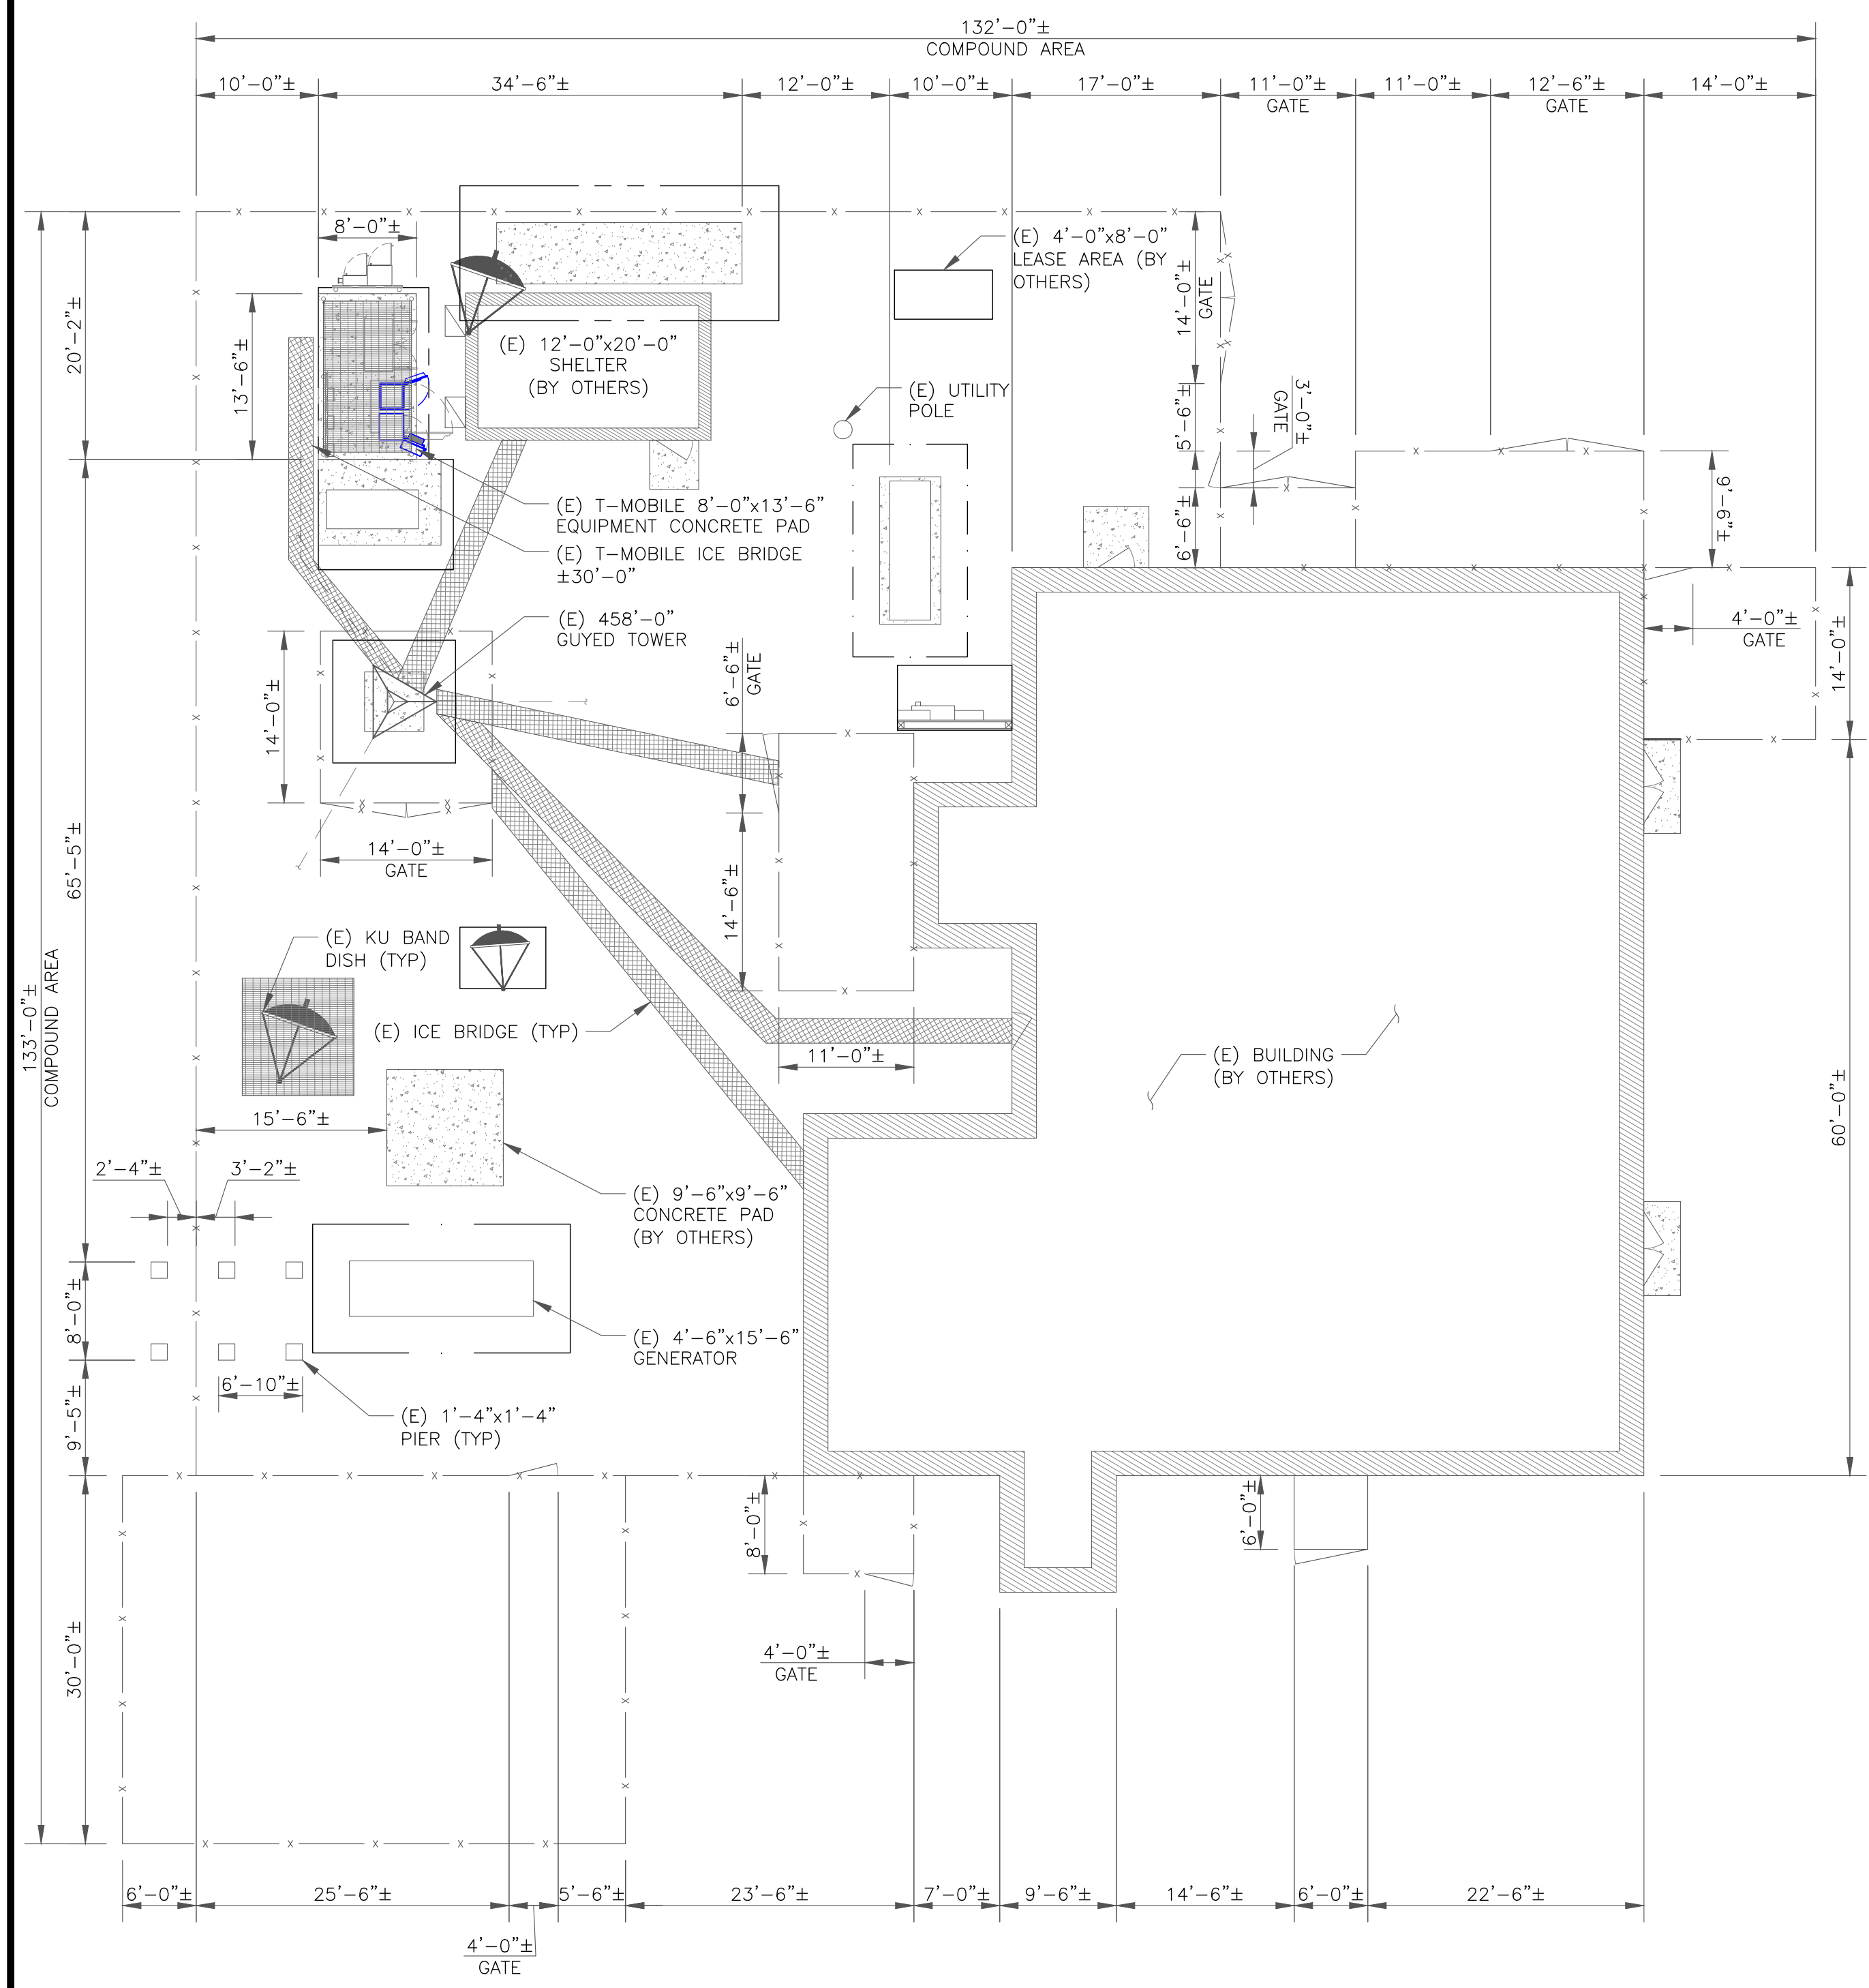 132'-0"±
COMPOUND AREA
10'-0"±
34'-6"±
12'-0"±
10'-0"±
17'-0"±
11'-0"±
GATE
11'-0"±
12'-6"±
GATE
14'-0"±
8'-0"±
20'-2"±
13'-6"±
(E) 12'-0"x20'-0"
SHELTER
(BY OTHERS)
(E) 4'-0"x8'-0"
LEASE AREA (BY
OTHERS)
14'-0"±
GATE
(E) UTILITY
POLE
5'-6"±
3'-0"±
GATE
6'-6"±
9'-6"±
(E) T-MOBILE 8'-0"x13'-6"
EQUIPMENT CONCRETE PAD
(E) T-MOBILE ICE BRIDGE
±30'-0"
(E) 458'-0"
GUYED TOWER
4'-0"±
GATE
14'-0"±
6'-6"±
GATE
14'-0"±
14'-0"±
GATE
65'-5"±
14'-6"±
(E) KU BAND
DISH (TYP)
133'-0"±
COMPOUND AREA
(E) ICE BRIDGE (TYP)
11'-0"±
(E) BUILDING
(BY OTHERS)
60'-0"±
15'-6"±
2'-4"±
3'-2"±
(E) 9'-6"x9'-6"
CONCRETE PAD
(BY OTHERS)
8'-0"±
(E) 4'-6"x15'-6"
GENERATOR
6'-10"±
9'-5"±
(E) 1'-4"x1'-4"
PIER (TYP)
8'-0"±
6'-0"±
30'-0"±
4'-0"±
GATE
6'-0"±
25'-6"±
5'-6"±
23'-6"±
7'-0"±
9'-6"±
14'-6"±
6'-0"±
22'-6"±
4'-0"±
GATE